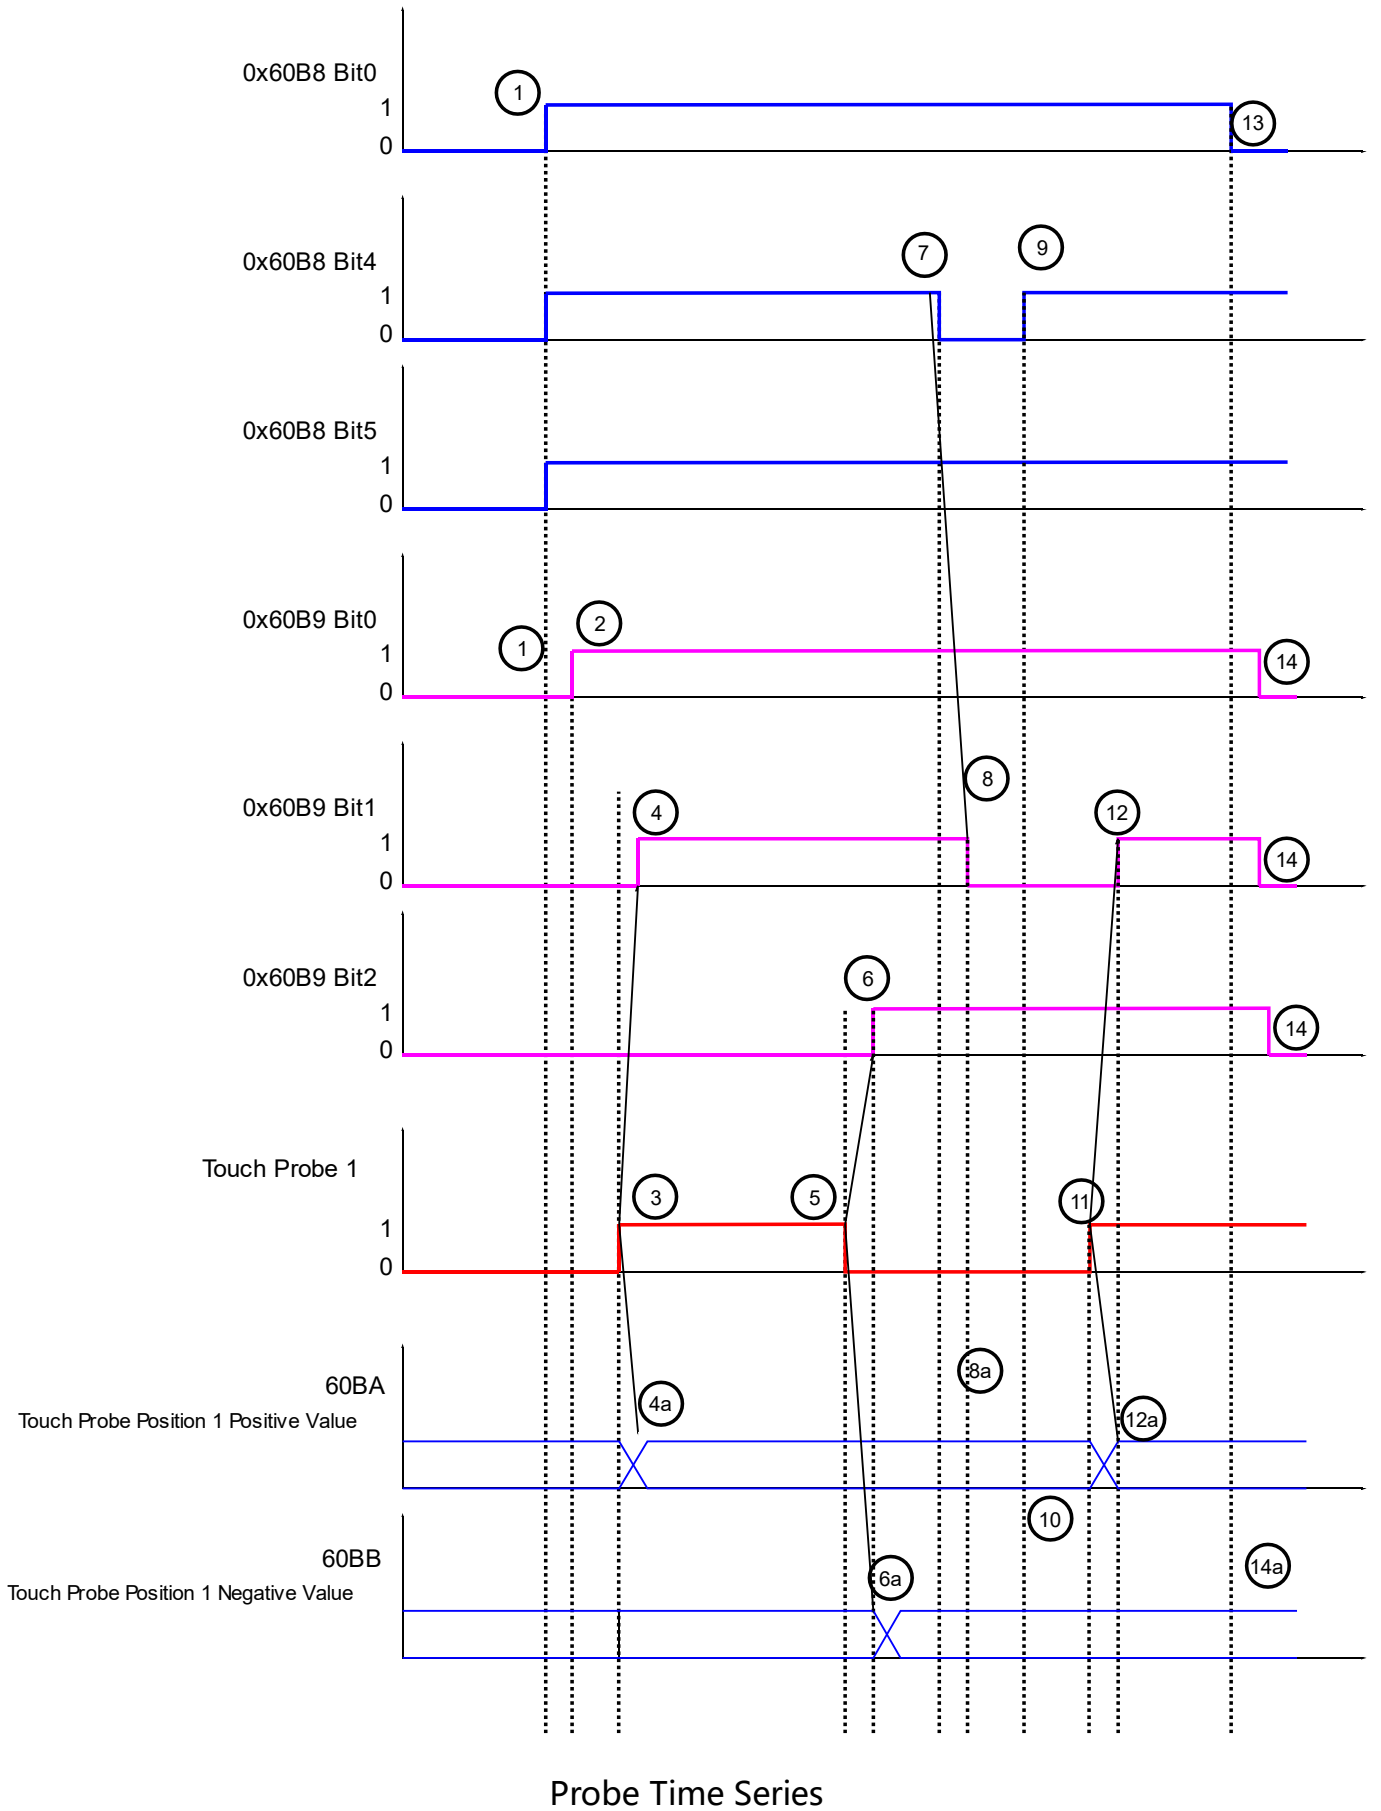 0x60B8 Bit0
1
1
13
0
0x60B8 Bit4
7
9
1
0
0x60B8 Bit5
1
0
0x60B9 Bit0
2
1
1
14
0
0x60B9 Bit1
8
4
12
1
14
0
0x60B9 Bit2
6
1
14
0
Touch Probe 1
3
5
11
1
0
60BA
8a
4a
12a
Touch Probe Position 1 Positive Value
10
60BB
14a
6a
Touch Probe Position 1 Negative Value
Probe Time Series